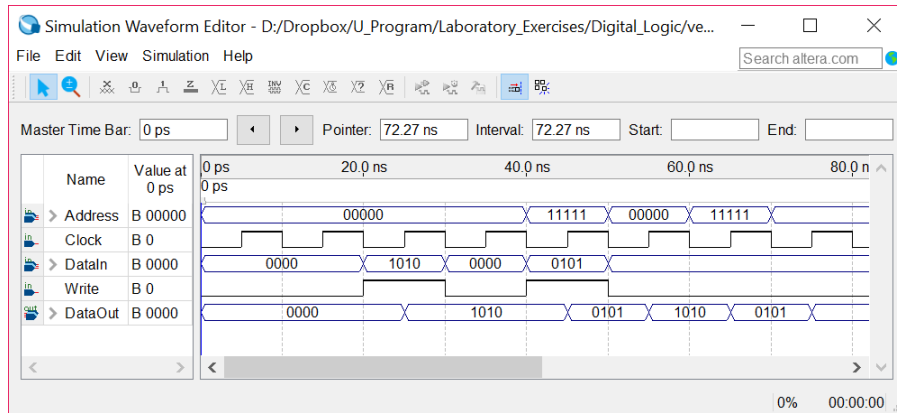 Simulation Waveform Editor - D:/Dropbox/U_Program/Laboratory_Exercises/Digital_Logic/ve...
File Edit View Simulation Help
Search altera.com
Master Time Bar: 0 ps Pointer: 72.27 ns Interval: 72.27 ns Start: End:
Name Value at 0 ps
0 ps 20.0 ns 40.0 ns 60.0 ns 80.0 n
0 ps
Address B 00000 00000 11111 00000 11111
Clock B 0
DataIn B 0000 0000 1010 0000 0101
Write B 0
DataOut B 0000 0000 1010 0101 1010 0101
0% 00:00:00